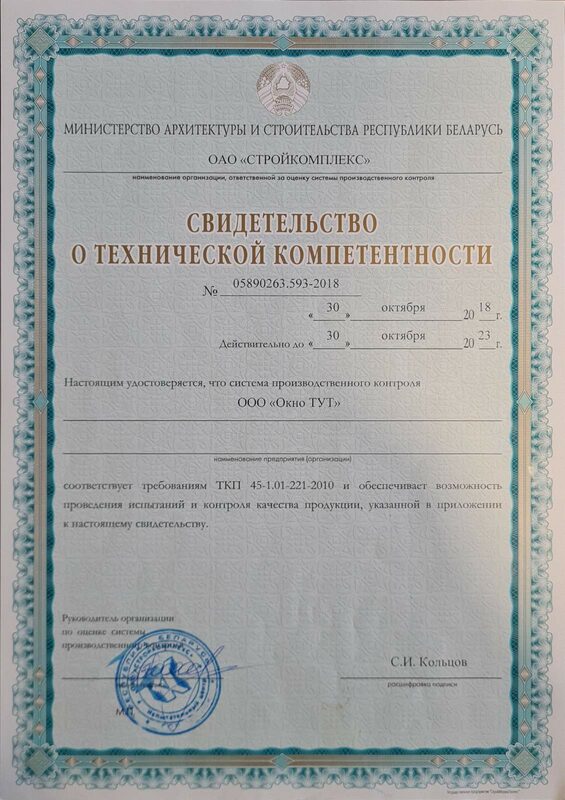 МИНИСТЕРСТВО АРХИТЕКТУРЫ И СТРОИТЕЛЬСТВА РЕСПУБЛИКИ БЕЛАРУСЬ
ОАО «СТРОЙКОМПЛЕКС»
наименование организации, ответственной за оценку системы производственного контроля
СВИДЕТЕЛЬСТВО
О ТЕХНИЧЕСКОЙ КОМПЕТЕНТНОСТИ
№ 05890263.593-2018
« 30 » октября 20 18 г.
Действительно до « 30 » октября 20 23 г.
Настоящим удостоверяется, что система производственного контроля
ООО «Окно ТУТ»
наименование предприятия (организации)
соответствует требованиям ТКП 45-1.01-221-2010 и обеспечивает возможность
проведения испытаний и контроля качества продукции, указанной в приложении
к настоящему свидетельству.
Руководитель организации
по оценке системы
производственного
С.И. Кольцов
расшифровка подписи